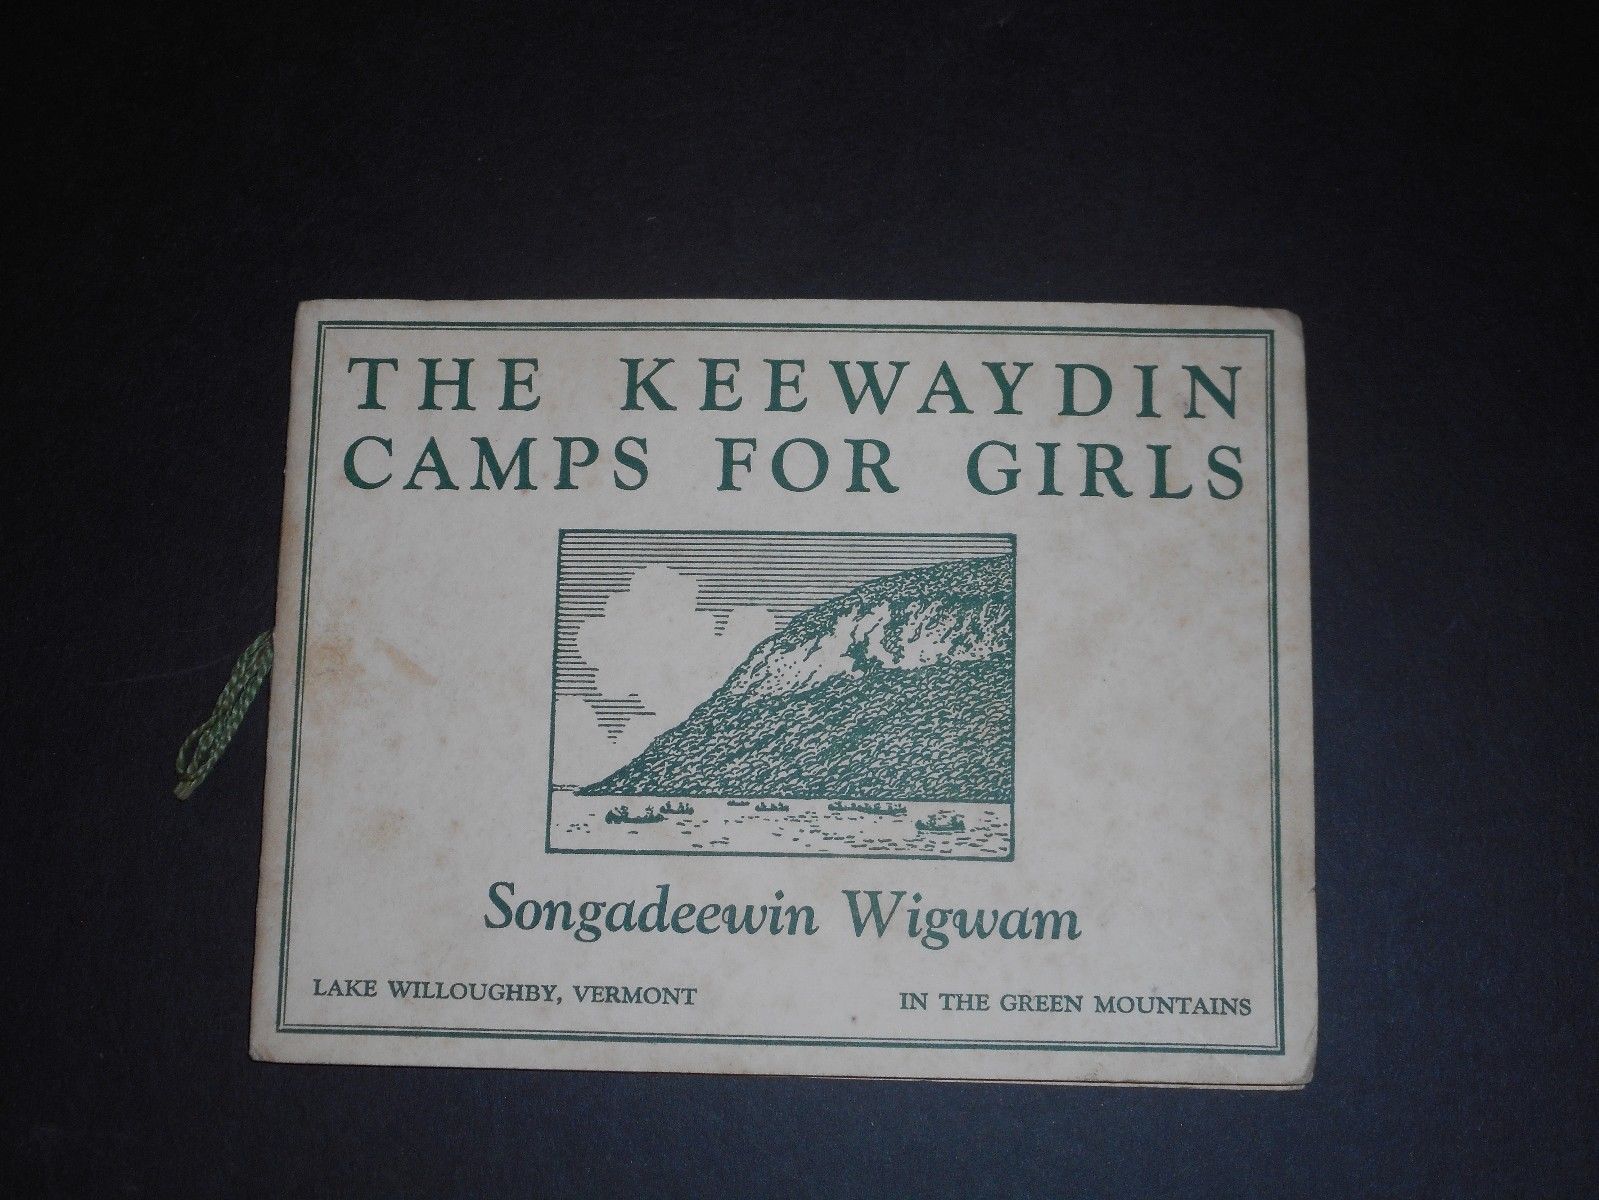 THE KEEWAYDIN
CAMPS FOR GIRLS
Songadeewin Wigwam
LAKE WILLOUGHBY, VERMONT IN THE GREEN MOUNTAINS